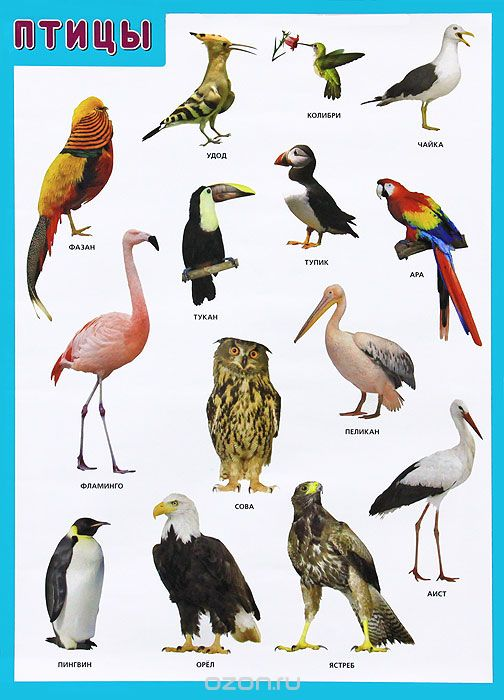 ПТИЦЫ
УДОД
КОЛИБРИ
ЧАЙКА
ФАЗАН
ТУКАН
ТУПИК
АРА
ФЛАМИНГО
СОВА
ПЕЛИКАН
АИСТ
ПИНГВИН
ОРЁЛ
ЯСТРЕБ
ozon.ru